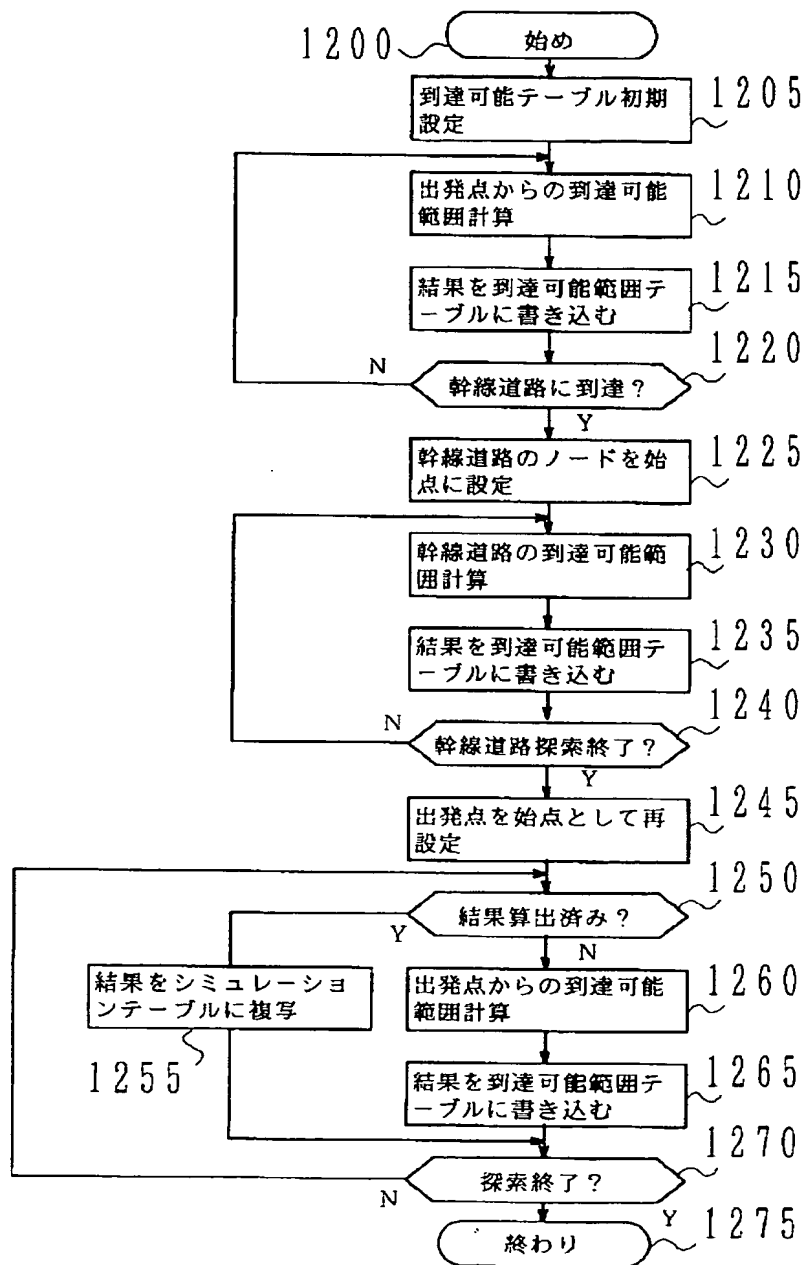 1200
始め
到達可能テーブル初期
設定
1205
出発点からの到達可能
範囲計算
1210
結果を到達可能範囲テ
ーブルに書き込む
1215
N
幹線道路に到達？
1220
Y
幹線道路のノードを始
点に設定
1225
幹線道路の到達可能範
囲計算
1230
結果を到達可能範囲テ
ーブルに書き込む
1235
N
幹線道路探索終了？
1240
Y
出発点を始点として再
設定
1245
結果算出済み？
1250
Y
N
結果をシミュレーショ
ンテーブルに複写
1255
出発点からの到達可能
範囲計算
1260
結果を到達可能範囲テ
ーブルに書き込む
1265
N
探索終了？
1270
Y
終わり
1275